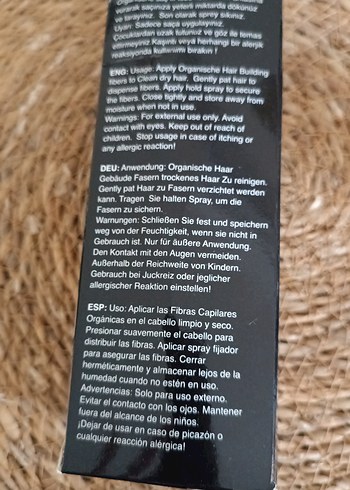 verarak saçınıza yeterli miktarda dökünüz
ve tarayınız. Son olarak sprey sıkınız.
Uyarı: Sadece saça uygulayınız.
Çocuklardan uzak tutunuz ve göz ile temas
ettirmeyiniz.Kaşıntı veya herhangi bir alerjik
reaksiyonda kullanımı bırakın !
ENG: Usage: Apply Organische Hair Building
fibers to Clean dry hair. Gently pat hair to
dispense fibers. Apply hold spray to secure
the fibers. Close tightly and store away from
moisture when not in use.
Warnings: For external use only. Avoid
contact with eyes. Keep out of reach of
children. Stop usage in case of itching or
any allergic reaction!
DEU: Anwendung: Organische Haar
Gebäude Fasern trockenes Haar Zu reinigen.
Gently pat Haar zu Fasern verzichtet werden
kann. Tragen Sie halten Spray, um die
Fasern zu sichern.
Warnungen: Schließen Sie fest und speichern
weg von der Feuchtigkeit, wenn sie nicht in
Gebrauch ist. Nur für äußere Anwendung.
Den Kontakt mit den Augen vermeiden.
Außerhalb der Reichweite von Kindern.
Gebrauch bei Juckreiz oder jeglicher
allergischer Reaktion einstellen!
ESP: Uso: Aplicar las Fibras Capilares
Orgánicas en el cabello limpio y seco.
Presionar suavemente el cabello para
distribuir las fibras. Aplicar spray fijador
para asegurar las fibras. Cerrar
herméticamente y almacenar lejos de la
humedad cuando no estén en uso.
Advertencias: Solo para uso externo.
Evitar el contacto con los ojos. Mantener
fuera del alcance de los niños.
¡Dejar de usar en caso de picazón o
cualquier reacción alérgica!